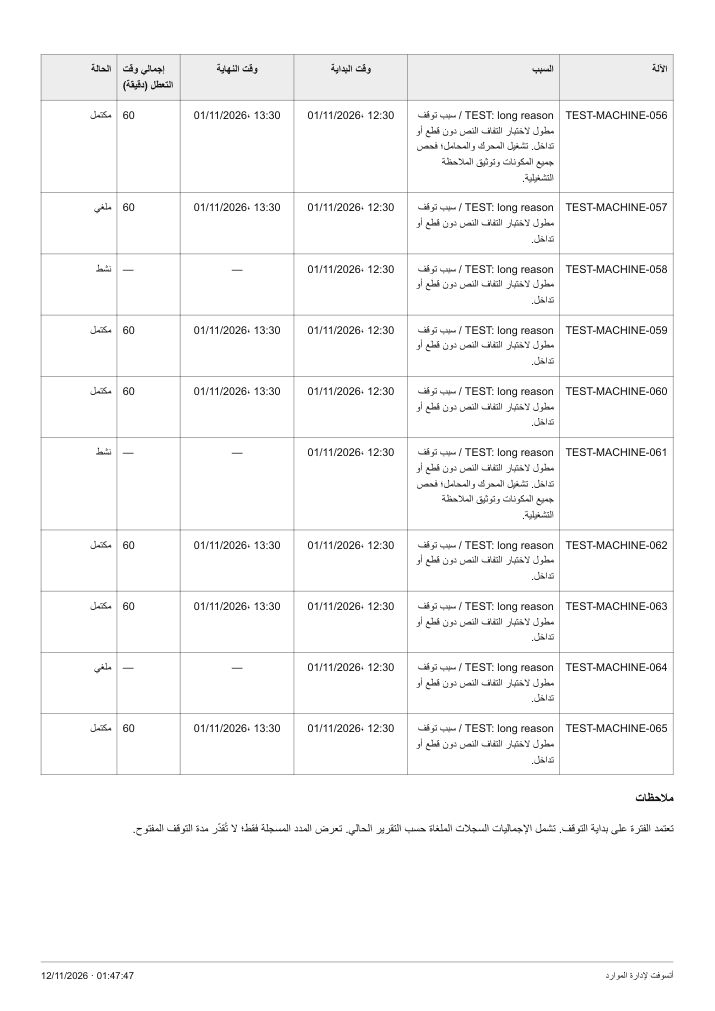 الآلة السبب وقت البداية وقت النهاية إجمالي وقت الحالة
التعطل (دقيقة)
TEST-MACHINE-056 TEST: long reason / سبب توقف 01/11/2026، 12:30 01/11/2026، 13:30 60 مكتمل
مطول لاختبار التفاف النص دون قطع أو
تداخل. تشغيل المحرك والمحامل؛ فحص
جميع المكونات وتوثيق الملاحظة
التشغيلية.
TEST-MACHINE-057 TEST: long reason / سبب توقف 01/11/2026، 12:30 01/11/2026، 13:30 60 ملغي
مطول لاختبار التفاف النص دون قطع أو
تداخل.
TEST-MACHINE-058 TEST: long reason / سبب توقف 01/11/2026، 12:30 — — نشط
مطول لاختبار التفاف النص دون قطع أو
تداخل.
TEST-MACHINE-059 TEST: long reason / سبب توقف 01/11/2026، 12:30 01/11/2026، 13:30 60 مكتمل
مطول لاختبار التفاف النص دون قطع أو
تداخل.
TEST-MACHINE-060 TEST: long reason / سبب توقف 01/11/2026، 12:30 01/11/2026، 13:30 60 مكتمل
مطول لاختبار التفاف النص دون قطع أو
تداخل.
TEST-MACHINE-061 TEST: long reason / سبب توقف 01/11/2026، 12:30 — — نشط
مطول لاختبار التفاف النص دون قطع أو
تداخل. تشغيل المحرك والمحامل؛ فحص
جميع المكونات وتوثيق الملاحظة
التشغيلية.
TEST-MACHINE-062 TEST: long reason / سبب توقف 01/11/2026، 12:30 01/11/2026، 13:30 60 مكتمل
مطول لاختبار التفاف النص دون قطع أو
تداخل.
TEST-MACHINE-063 TEST: long reason / سبب توقف 01/11/2026، 12:30 01/11/2026، 13:30 60 مكتمل
مطول لاختبار التفاف النص دون قطع أو
تداخل.
TEST-MACHINE-064 TEST: long reason / سبب توقف 01/11/2026، 12:30 — — ملغي
مطول لاختبار التفاف النص دون قطع أو
تداخل.
TEST-MACHINE-065 TEST: long reason / سبب توقف 01/11/2026، 12:30 01/11/2026، 13:30 60 مكتمل
مطول لاختبار التفاف النص دون قطع أو
تداخل.
ملاحظات
تعتمد الفترة على بداية التوقف. تشمل الإجماليات السجلات الملغاة حسب التقرير الحالي. تعرض المدد المسجلة فقط؛ لا تُقدّر مدة التوقف المفتوح.
أتسوفت لإدارة الموارد 12/11/2026 · 01:47:47